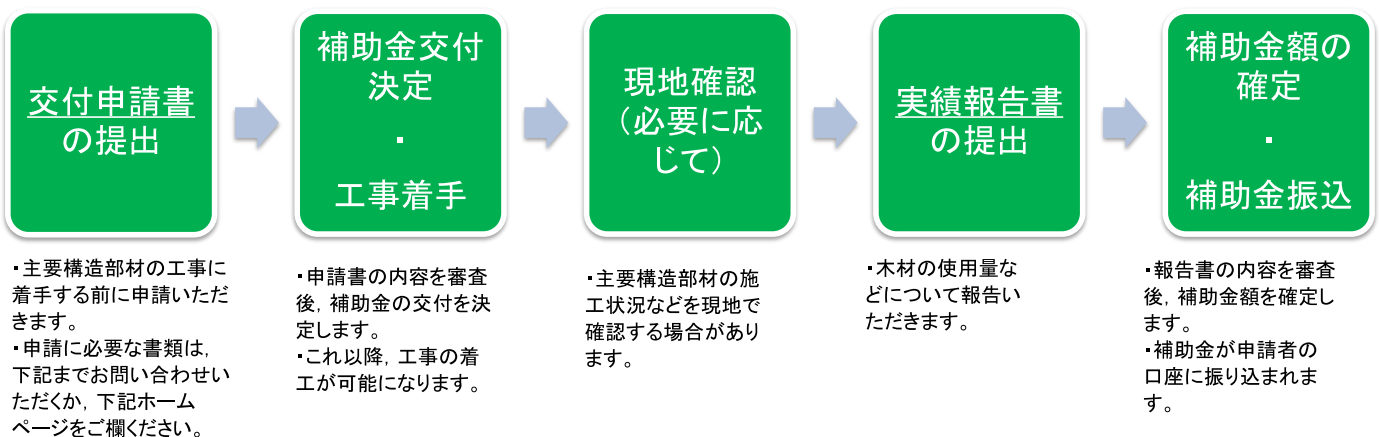 交付申請書
の提出
補助金交付
決定
・
工事着手
現地確認
（必要に応
じて）
実績報告書
の提出
補助金額の
確定
・
補助金振込
・主要構造部材の工事に
着手する前に申請いただ
きます。
・申請に必要な書類は，
下記までお問い合わせい
ただくか，下記ホーム
ページをご欄ください。
・申請書の内容を審査
後，補助金の交付を決
定します。
・これ以降，工事の着
工が可能になります。
・主要構造部材の施
工状況などを現地で
確認する場合があり
ます。
・木材の使用量な
どについて報告い
ただきます。
・報告書の内容を審査
後，補助金額を確定し
ます。
・補助金が申請者の
口座に振り込まれま
す。